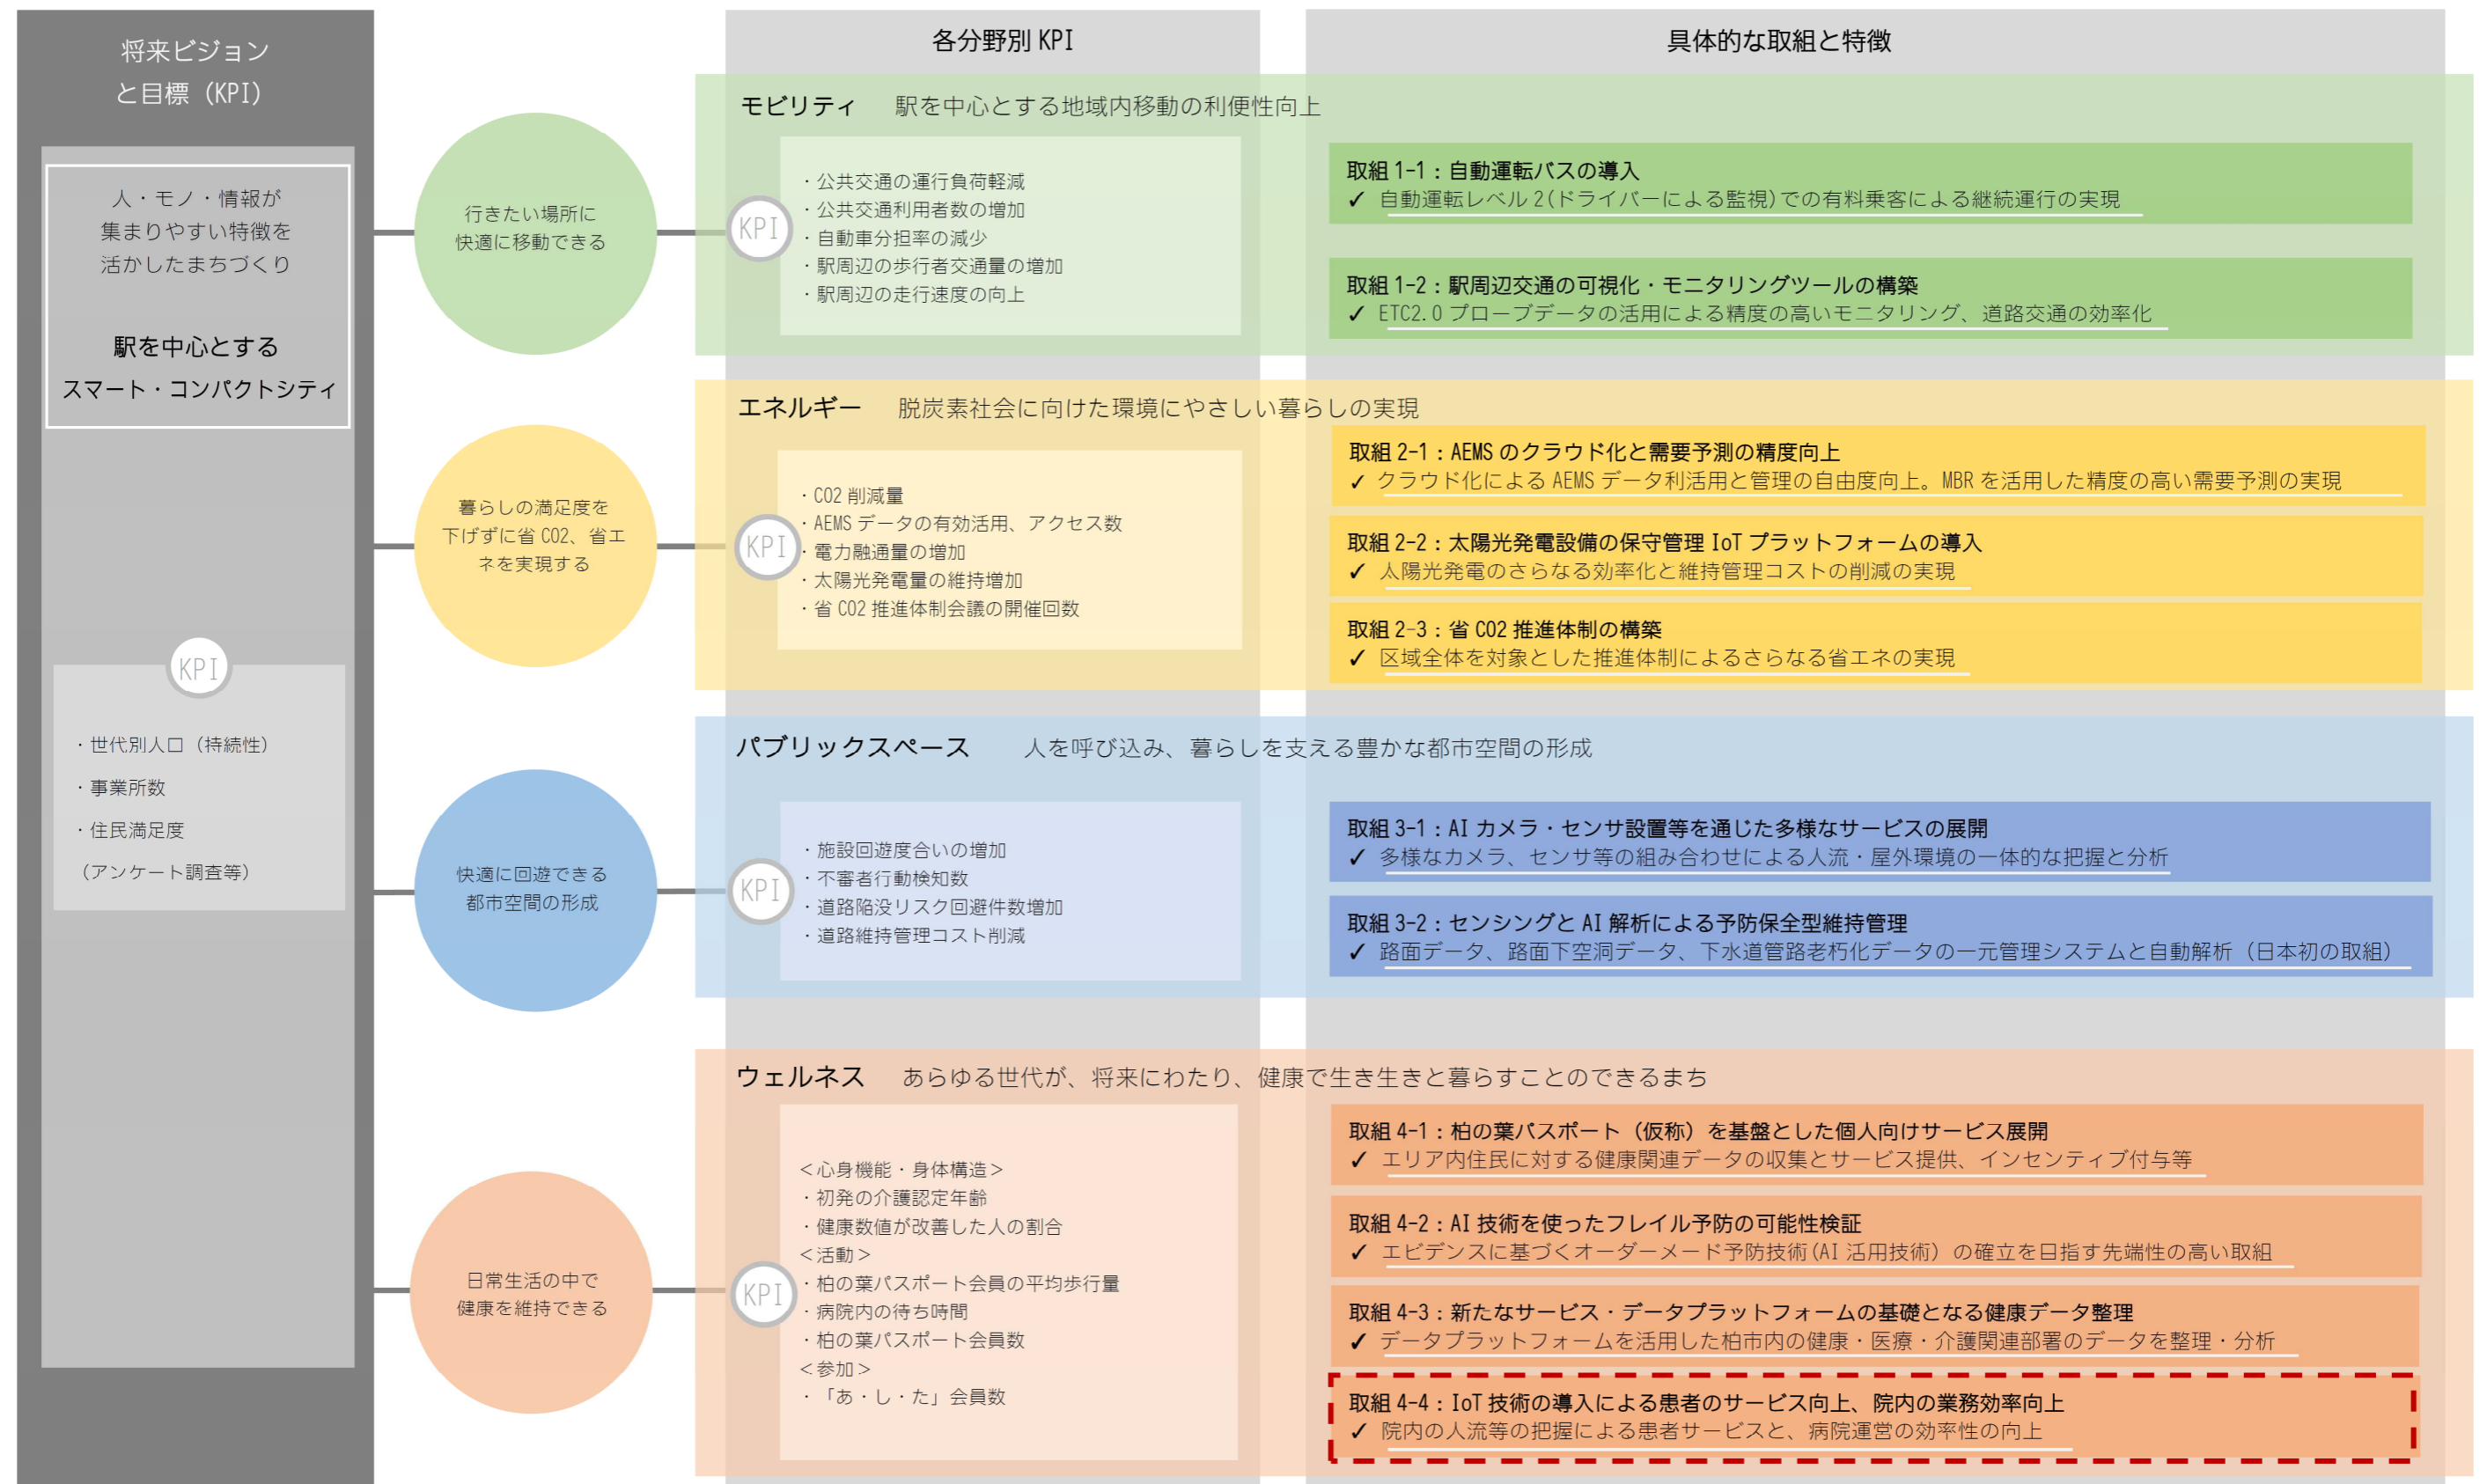 将来ビジョン
と目標（KPI）
各分野別 KPI
具体的な取組と特徴
人・モノ・情報が
集まりやすい特徴を
活かしたまちづくり
駅を中心とする
スマート・コンパクトシティ
KPI
・世代別人口（持続性）
・事業所数
・住民満足度
（アンケート調査等）
行きたい場所に
快適に移動できる
モビリティ 駅を中心とする地域内移動の利便性向上
KPI
・公共交通の運行負荷軽減
・公共交通利用者数の増加
・自動車分担率の減少
・駅周辺の歩行者交通量の増加
・駅周辺の走行速度の向上
取組 1-1：自動運転バスの導入
✓ 自動運転レベル 2(ドライバーによる監視)での有料乗客による継続運行の実現
取組 1-2：駅周辺交通の可視化・モニタリングツールの構築
✓ ETC2.0 プローブデータの活用による精度の高いモニタリング、道路交通の効率化
暮らしの満足度を
下げずに省 CO2、省エ
ネを実現する
エネルギー 脱炭素社会に向けた環境にやさしい暮らしの実現
KPI
・CO2 削減量
・AEMS データの有効活用、アクセス数
・電力融通量の増加
・太陽光発電量の維持増加
・省 CO2 推進体制会議の開催回数
取組 2-1：AEMS のクラウド化と需要予測の精度向上
✓ クラウド化による AEMS データ利活用と管理の自由度向上。MBR を活用した精度の高い需要予測の実現
取組 2-2：太陽光発電設備の保守管理 IoT プラットフォームの導入
✓ 太陽光発電のさらなる効率化と維持管理コストの削減の実現
取組 2-3：省 CO2 推進体制の構築
✓ 区域全体を対象とした推進体制によるさらなる省エネの実現
快適に回遊できる
都市空間の形成
パブリックスペース 人を呼び込み、暮らしを支える豊かな都市空間の形成
KPI
・施設回遊度合いの増加
・不審者行動検知数
・道路陥没リスク回避件数増加
・道路維持管理コスト削減
取組 3-1：AI カメラ・センサ設置等を通じた多様なサービスの展開
✓ 多様なカメラ、センサ等の組み合わせによる人流・屋外環境の一体的な把握と分析
取組 3-2：センシングと AI 解析による予防保全型維持管理
✓ 路面データ、路面下空洞データ、下水道管路老朽化データの一元管理システムと自動解析（日本初の取組）
日常生活の中で
健康を維持できる
ウェルネス あらゆる世代が、将来にわたり、健康で生き生きと暮らすことのできるまち
KPI
＜心身機能・身体構造＞
・初発の介護認定年齢
・健康数値が改善した人の割合
＜活動＞
・柏の葉パスポート会員の平均歩行量
・病院内の待ち時間
・柏の葉パスポート会員数
＜参加＞
・「あ・し・た」会員数
取組 4-1：柏の葉パスポート（仮称）を基盤とした個人向けサービス展開
✓ エリア内住民に対する健康関連データの収集とサービス提供、インセンティブ付与等
取組 4-2：AI 技術を使ったフレイル予防の可能性検証
✓ エビデンスに基づくオーダーメード予防技術(AI 活用技術）の確立を目指す先端性の高い取組
取組 4-3：新たなサービス・データプラットフォームの基礎となる健康データ整理
✓ データプラットフォームを活用した柏市内の健康・医療・介護関連部署のデータを整理・分析
取組 4-4：IoT 技術の導入による患者のサービス向上、院内の業務効率向上
✓ 院内の人流等の把握による患者サービスと、病院運営の効率性の向上